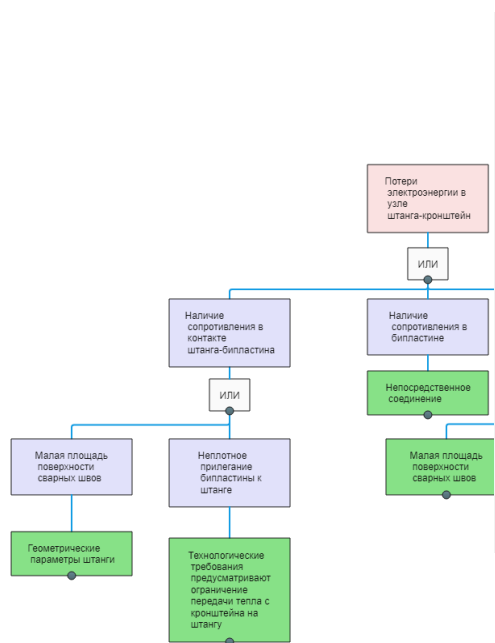 Потери
электроэнергии в
узле
штанга-кронштейн
ИЛИ
Наличие
сопротивления в
контакте
штанга-бипластина
Наличие
сопротивления в
бипластине
ИЛИ
Непосредственное
соединение
Малая площадь
поверхности
сварных швов
Неплотное
прилегание
бипластины к
штанге
Малая площадь
поверхности
сварных швов
Геометрические
параметры штанги
Технологические
требования
предусматривают
ограничение
передачи тепла с
кронштейна на
штангу